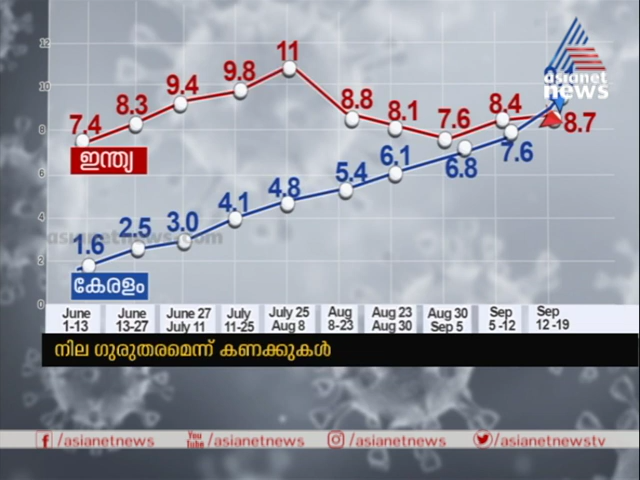 12
asianet
news
10
8
6
4
2
0
7.4 8.3 9.4 9.8 11 8.8 8.1 7.6 8.4 8.7
ഇന്ത്യ
1.6 2.5 3.0 4.1 4.8 5.4 6.1 6.8 7.6
asianetnews.com
കേരളം
June June June 27 July July 25 Aug Aug 23 Aug 30 Sep Sep
1-13 13-27 July 11 11-25 Aug 8 8-23 Aug 30 Sep 5 5 -12 12 -19
നില ഗുരുതരമെന്ന് കണക്കുകൾ
f /asianetnews You Tube /asianetnews /asianetnews /asianetnewstv